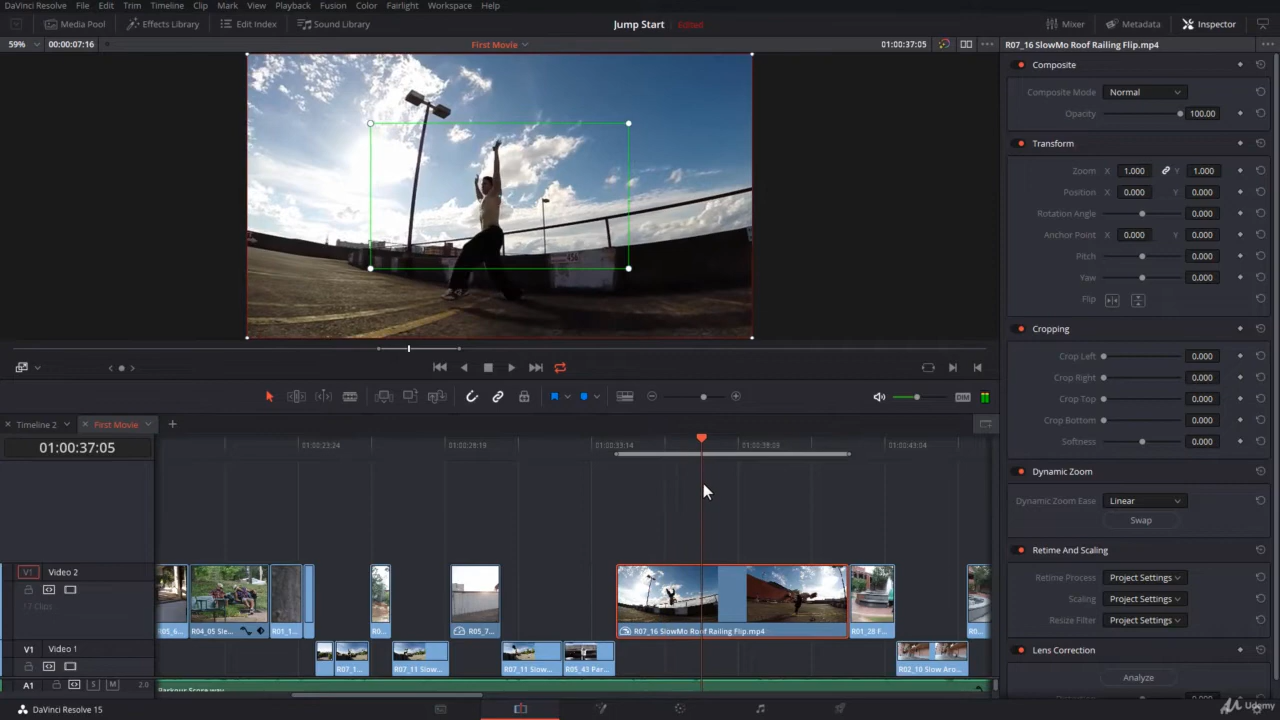 DaVinci Resolve File Edit Trim Timeline Clip Mark View Playback Fusion Color Fairlight Workspace Help
Media Pool Effects Library Edit Index Sound Library Jump Start Edited Mixer Metadata Inspector
59% 00:00:07:16 First Movie 01:00:37:05 R07_16 SlowMo Roof Railing Flip.mp4
Composite
Composite Mode Normal
Opacity 100.00
Transform
Zoom X 1.000 Y 1.000
Position X 0.000 Y 0.000
Rotation Angle 0.000
Anchor Point X 0.000 Y 0.000
Pitch 0.000
Yaw 0.000
Flip
Cropping
Crop Left 0.000
Crop Right 0.000
Crop Top 0.000
Crop Bottom 0.000
Softness 0.000
Dynamic Zoom
Dynamic Zoom Ease Linear
Swap
Retime And Scaling
Retime Process Project Settings
Scaling Project Settings
Resize Filter Project Settings
Lens Correction
Analyze
DIM
Timeline 2 First Movie
01:00:37:05 01:00:23:24 01:00:28:19 01:00:33:14 01:00:38:09 01:00:43:04
V1 Video 2
17 Clips
R05_6... R04_05 Sle... R01_1... R0... R05_7... R07_16 SlowMo Roof Railing Flip.mp4 R01_28 F...
V1 Video 1
R07_1... R07_11 Slow... R07_11 Slow... R05_43 Par... R02_10 Slow Aro...
A1 S M 2.0 Parkour Score.wav
DaVinci Resolve 15
Udemy